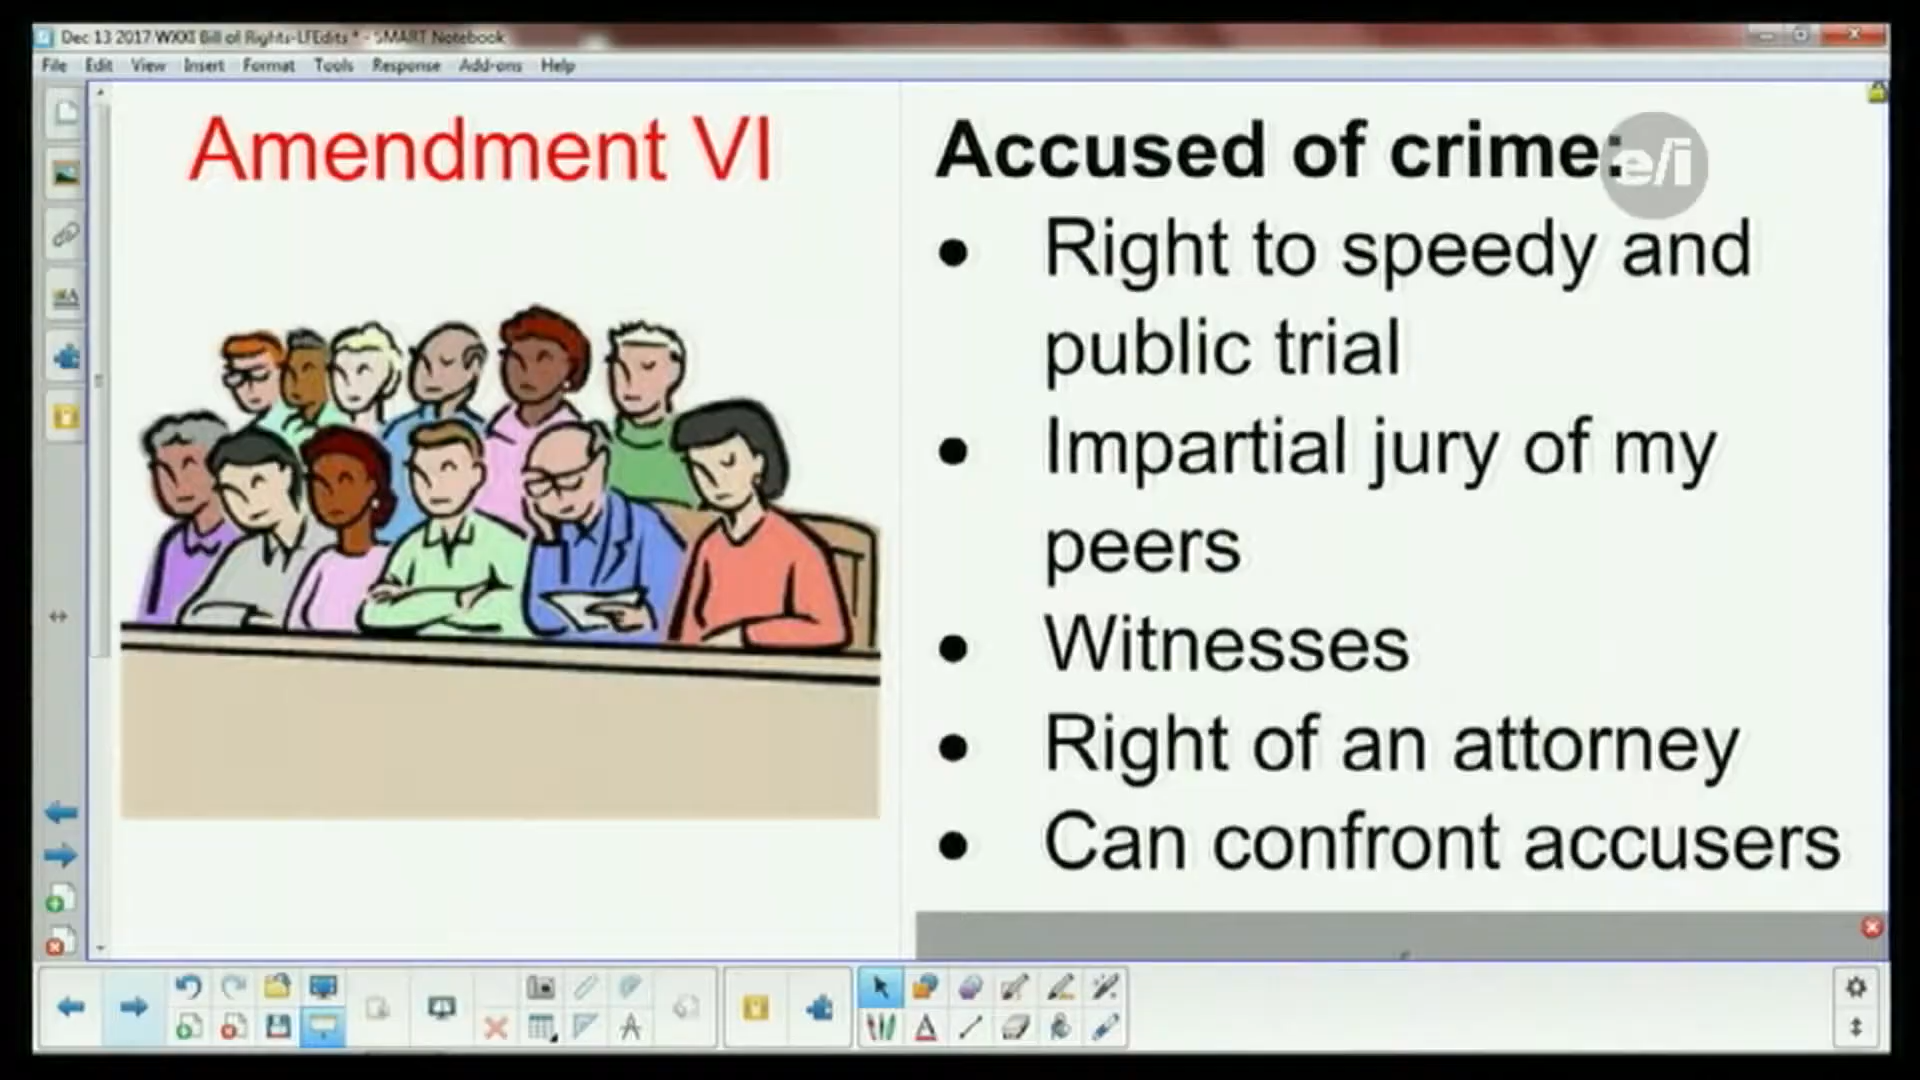 Dec 13 2017 WXXI Bill of Rights-LFEdits * - SMART Notebook
File Edit View Insert Format Tools Response Add-ons Help
Amendment VI
Accused of crime:
e/i
• Right to speedy and
public trial
• Impartial jury of my
peers
• Witnesses
• Right of an attorney
• Can confront accusers